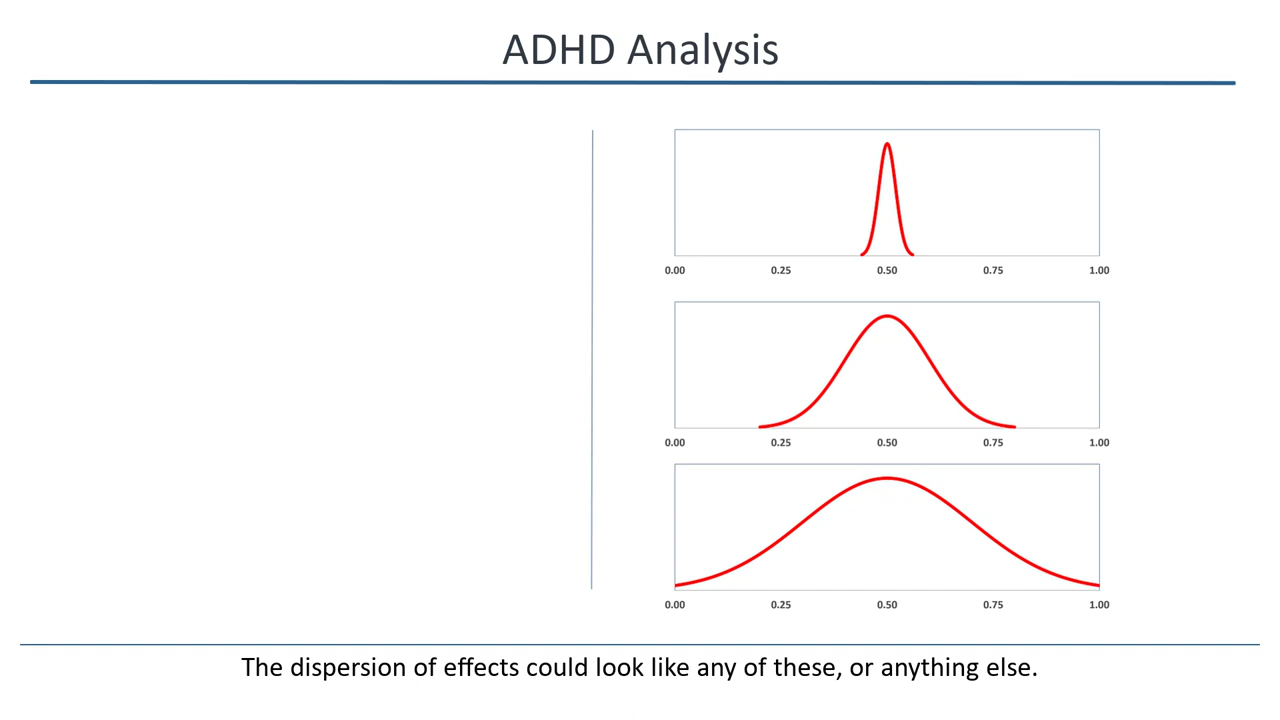 ADHD Analysis
0.00 0.25 0.50 0.75 1.00
0.00 0.25 0.50 0.75 1.00
0.00 0.25 0.50 0.75 1.00
The dispersion of effects could look like any of these, or anything else.